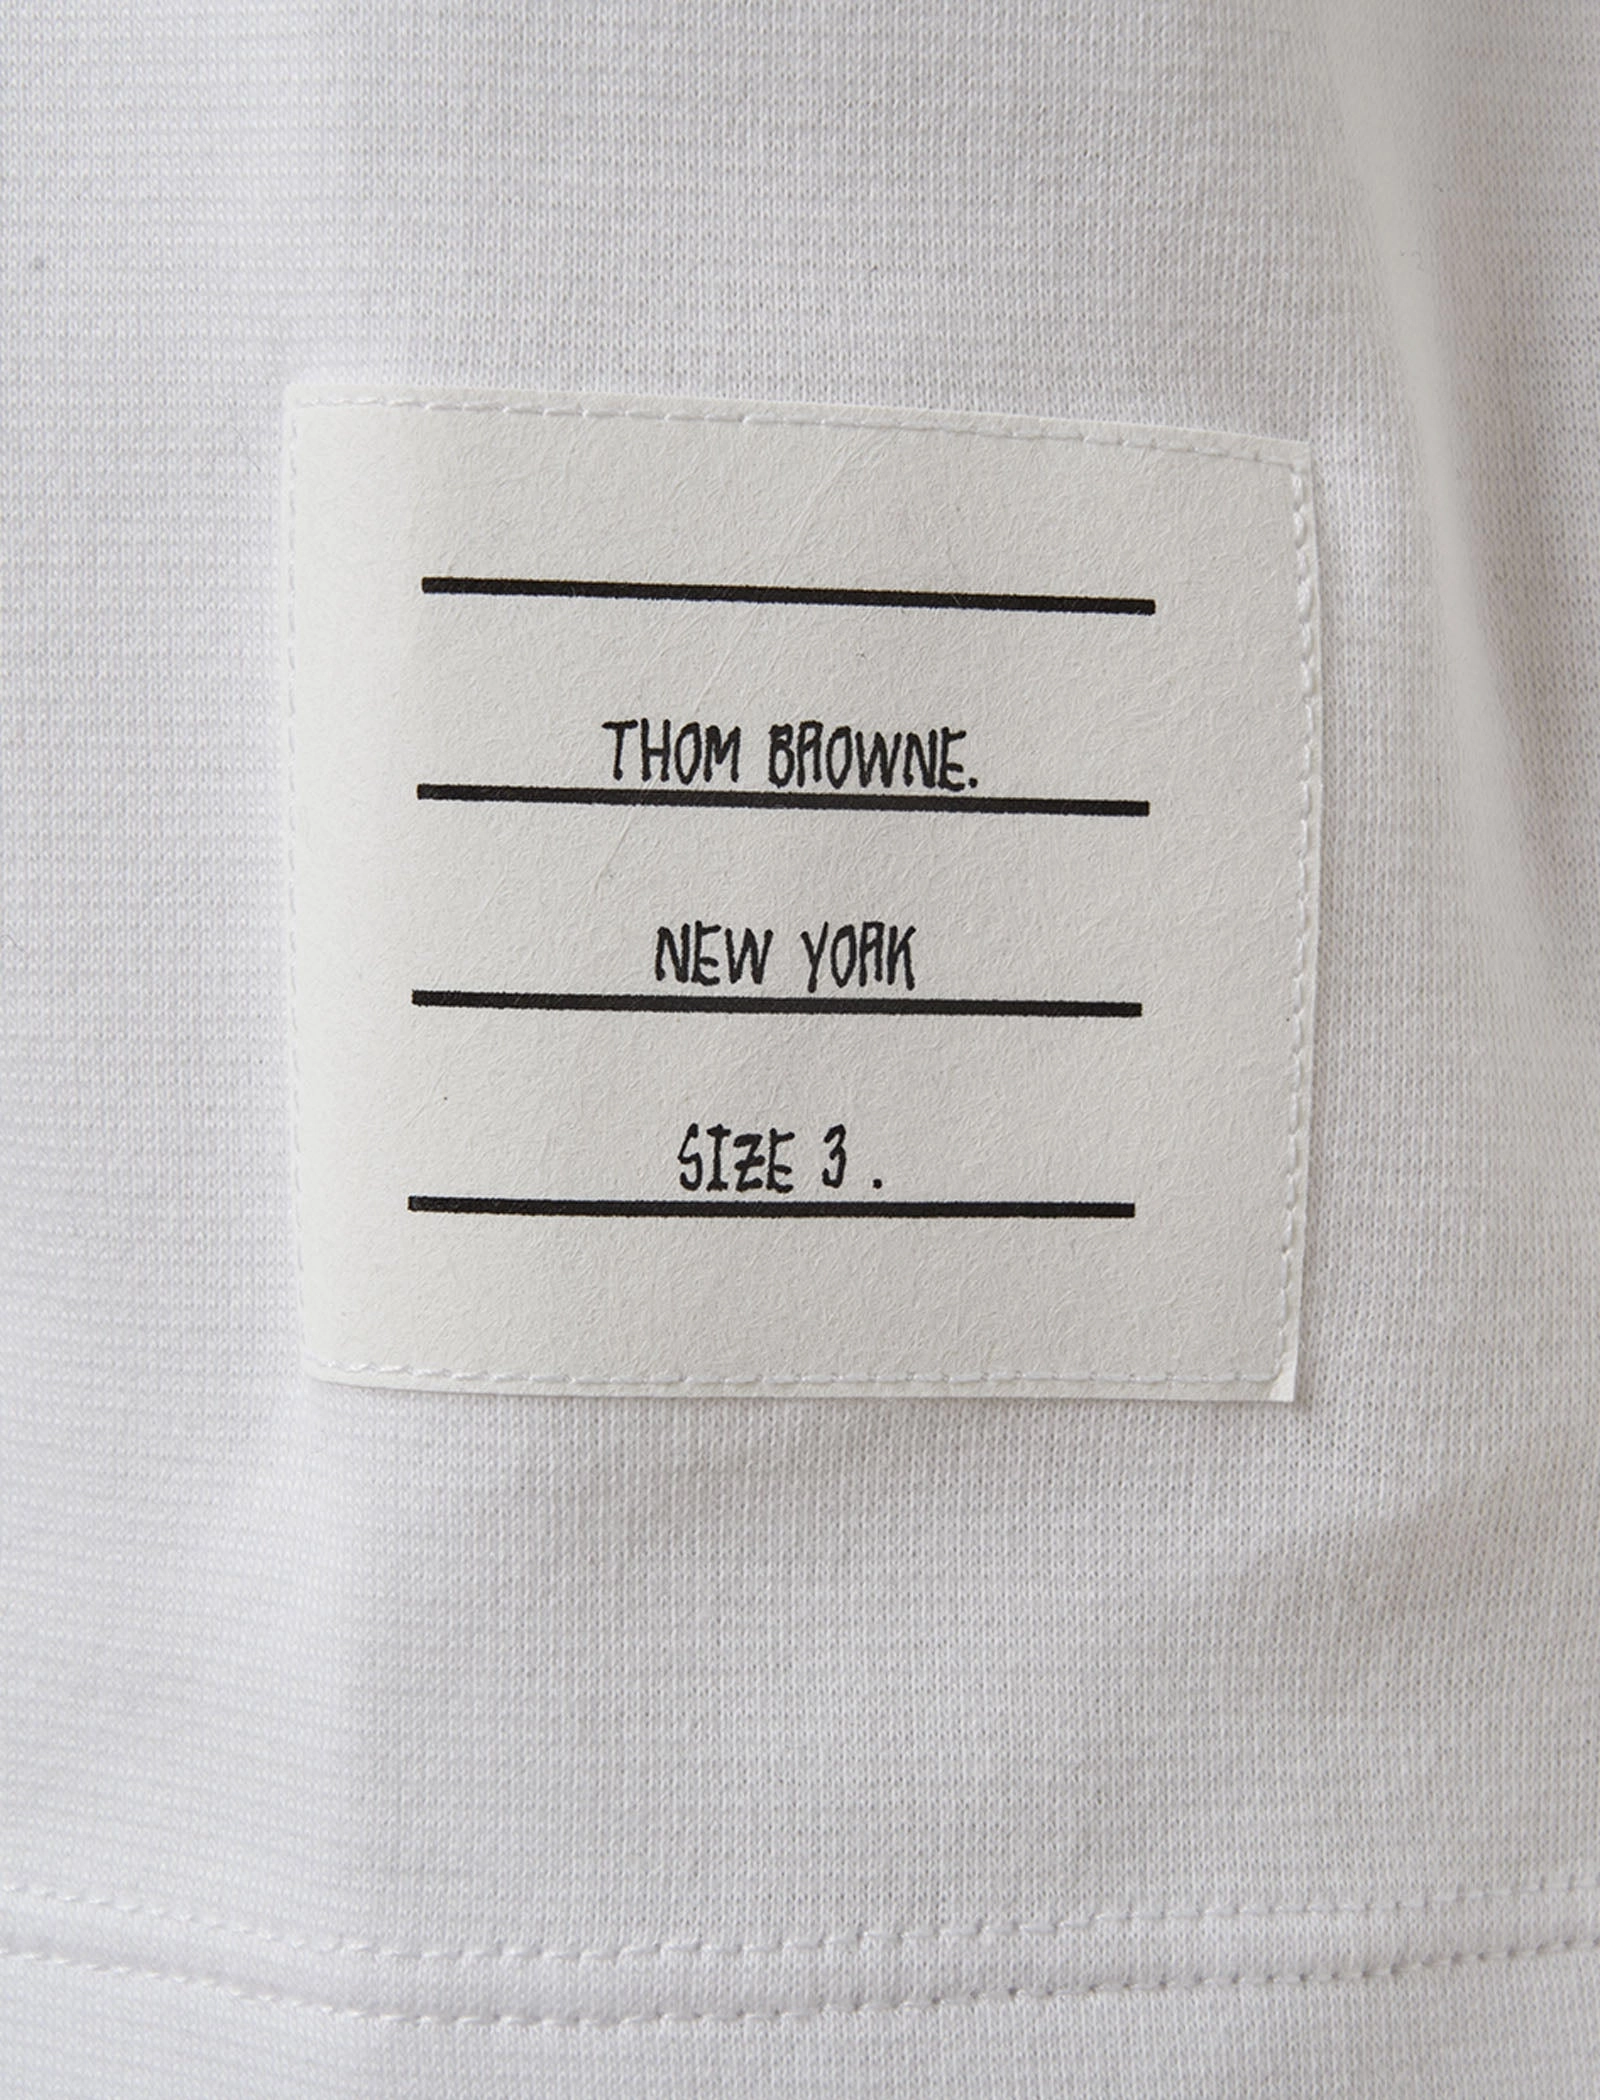 THOM BROWNE.
NEW YORK
SIZE 3 .